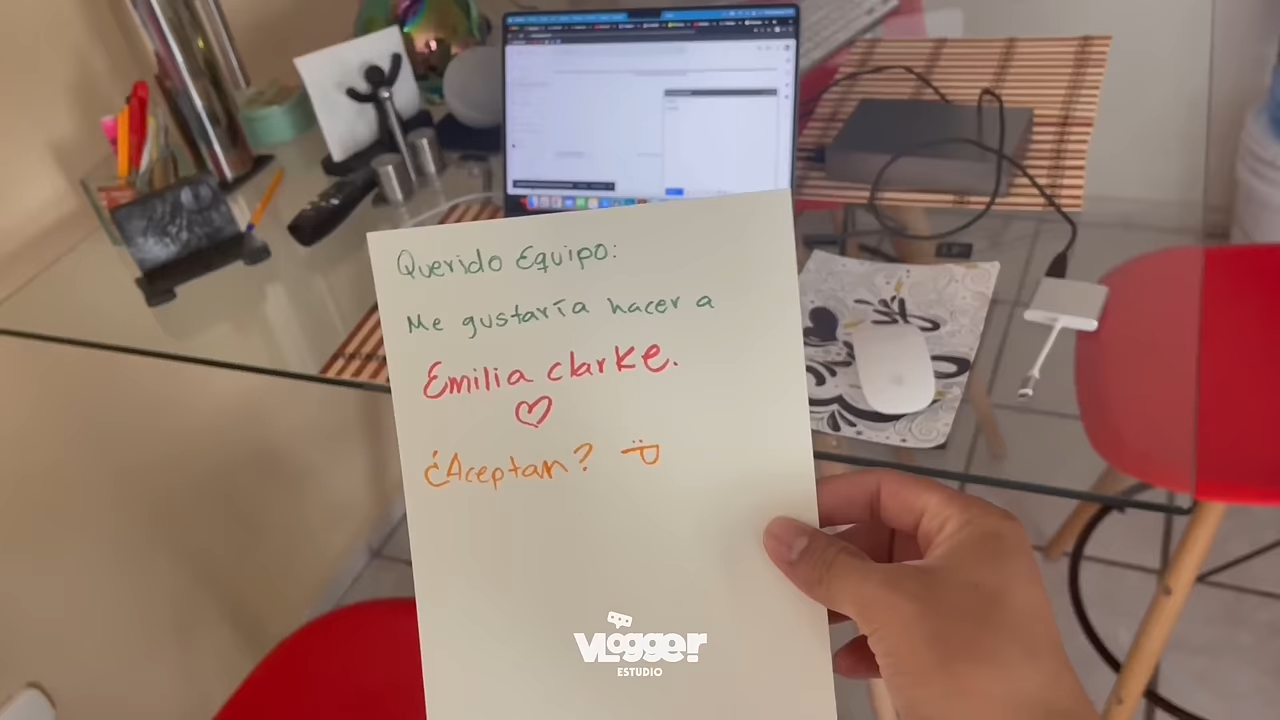 Querido Equipo:
Me gustaría hacer a
Emilia clarke.
¿Aceptan? :P
VLogger
ESTUDIO